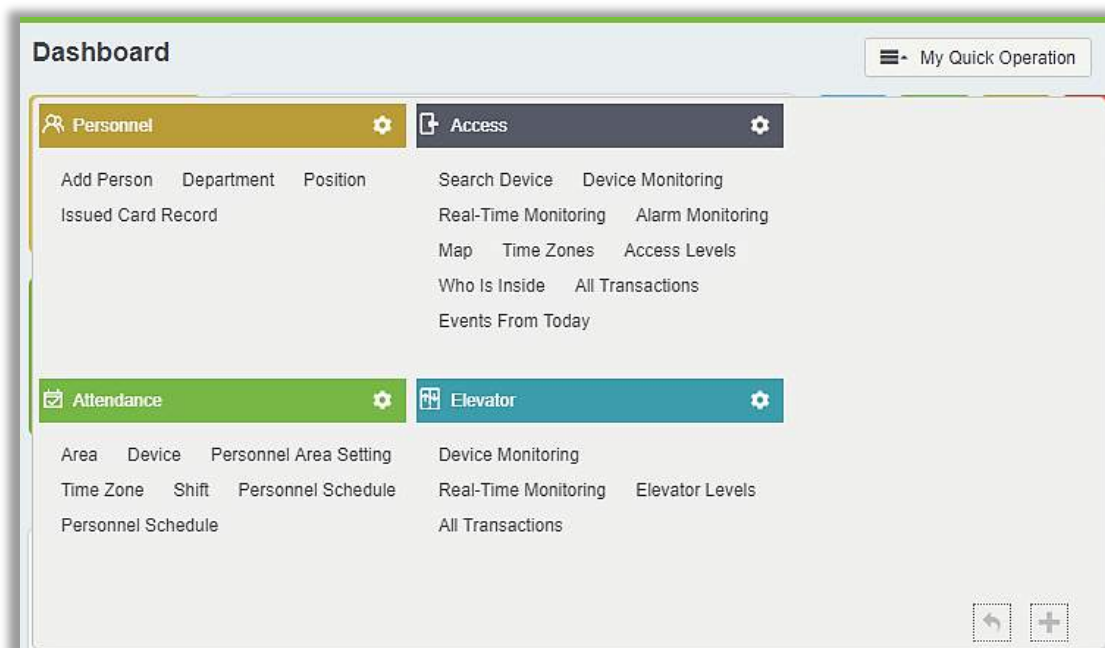 Dashboard
My Quick Operation
Personnel
Add Person Department Position
Issued Card Record
Access
Search Device Device Monitoring
Real-Time Monitoring Alarm Monitoring
Map Time Zones Access Levels
Who Is Inside All Transactions
Events From Today
Attendance
Area Device Personnel Area Setting
Time Zone Shift Personnel Schedule
Personnel Schedule
Elevator
Device Monitoring
Real-Time Monitoring Elevator Levels
All Transactions